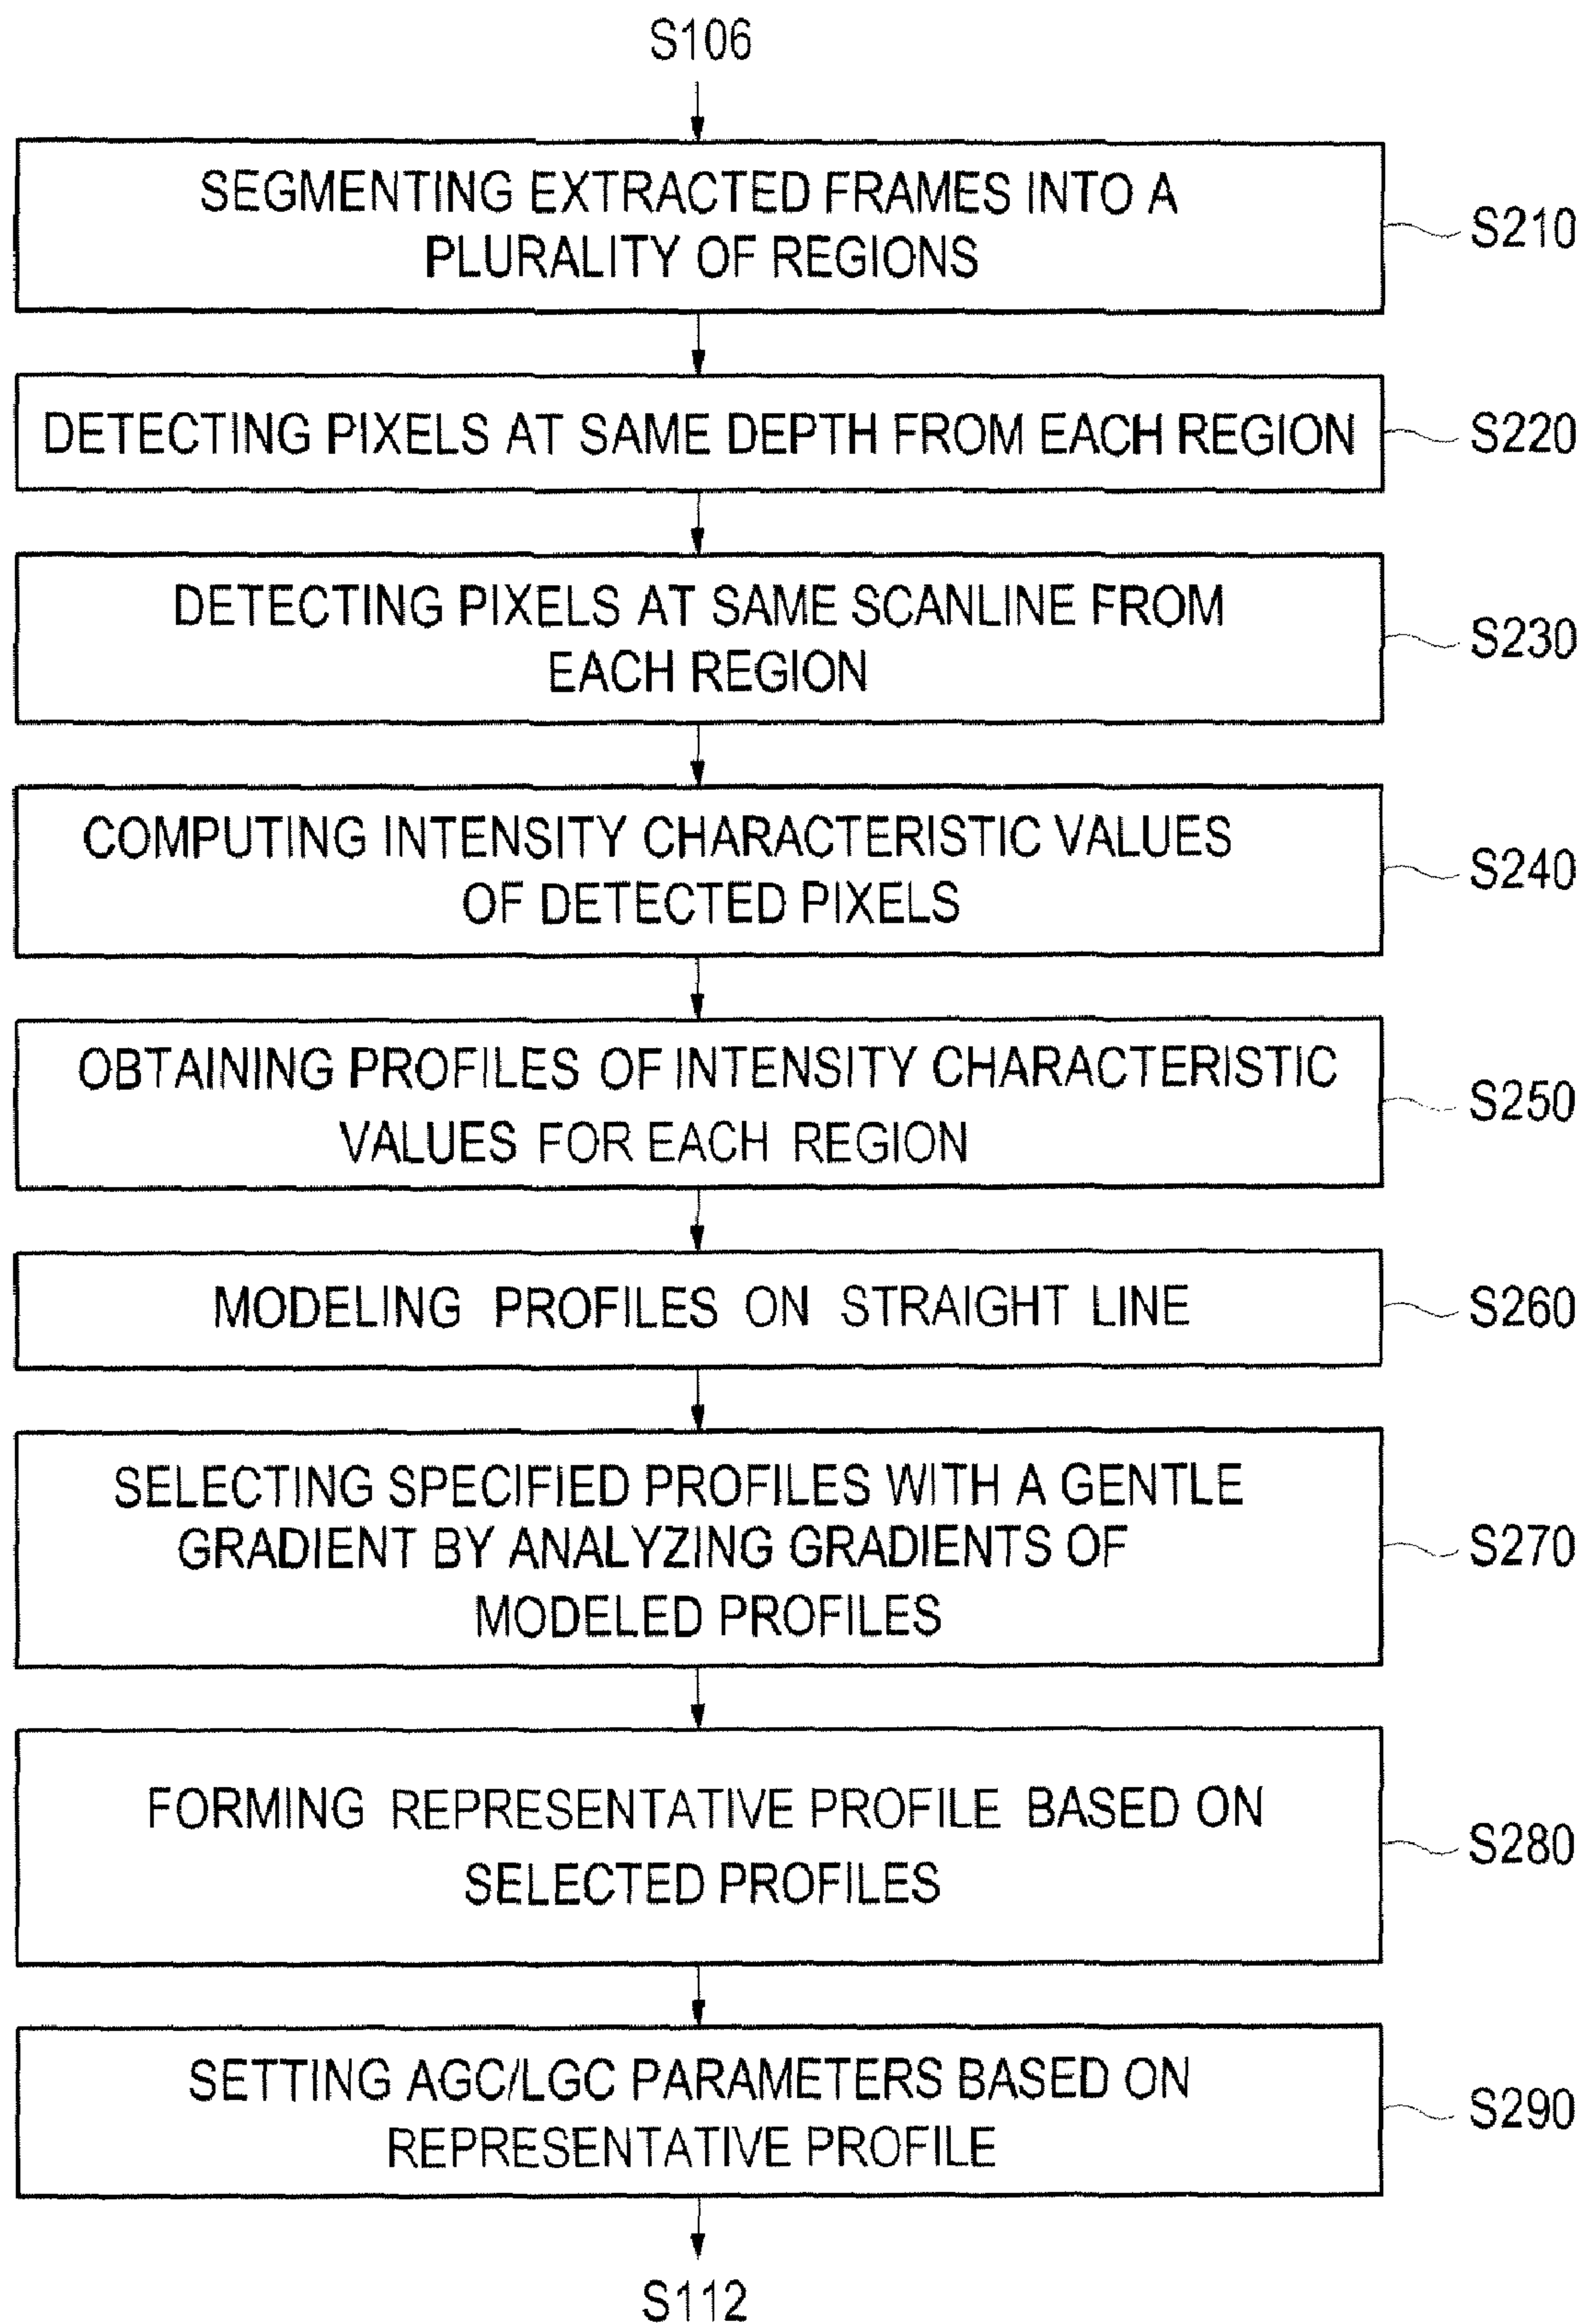 S106
SEGMENTING EXTRACTED FRAMES INTO A
PLURALITY OF REGIONS
S210
DETECTING PIXELS AT SAME DEPTH FROM EACH REGION
S220
DETECTING PIXELS AT SAME SCANLINE FROM
EACH REGION
S230
COMPUTING INTENSITY CHARACTERISTIC VALUES
OF DETECTED PIXELS
S240
OBTAINING PROFILES OF INTENSITY CHARACTERISTIC
VALUES FOR EACH REGION
S250
MODELING PROFILES ON STRAIGHT LINE
S260
SELECTING SPECIFIED PROFILES WITH A GENTLE
GRADIENT BY ANALYZING GRADIENTS OF
MODELED PROFILES
S270
FORMING REPRESENTATIVE PROFILE BASED ON
SELECTED PROFILES
S280
SETTING AGC/LGC PARAMETERS BASED ON
REPRESENTATIVE PROFILE
S290
S112